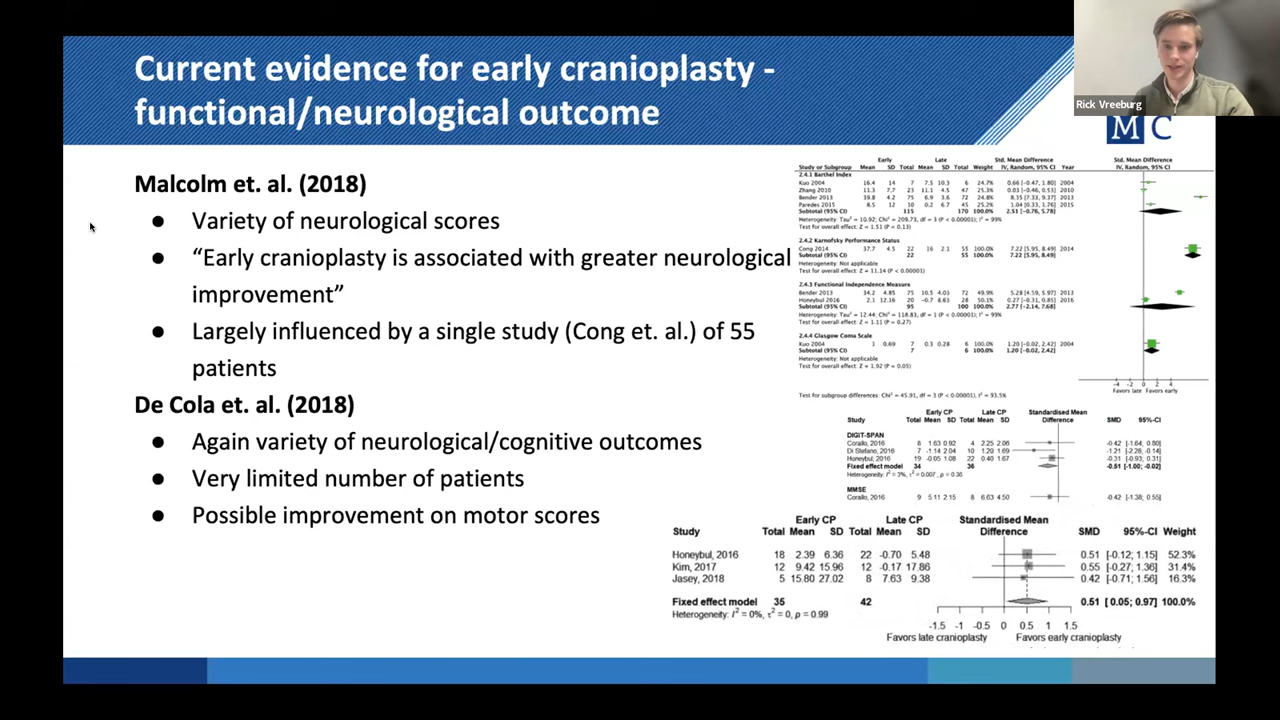 Current evidence for early cranioplasty -
functional/neurological outcome
Rick Vreeburg
M C
Malcolm et. al. (2018)
● Variety of neurological scores
● “Early cranioplasty is associated with greater neurological
improvement”
● Largely influenced by a single study (Cong et. al.) of 55
patients
De Cola et. al. (2018)
● Again variety of neurological/cognitive outcomes
● Very limited number of patients
● Possible improvement on motor scores
Early Late Std. Mean Difference Std. Mean Difference
Study or Subgroup Mean SD Total Mean SD Total Weight IV, Random, 95% CI Year IV, Random, 95% CI
2.4.1 Barthel Index
Kuo 2004 16.4 14 7 7.5 10.3 6 24.7% 0.66 [-0.47, 1.80] 2004
Zhang 2010 11.3 7.7 23 11.1 4.5 47 25.1% 0.03 [-0.46, 0.53] 2010
Bender 2013 39.8 4.2 75 6.9 3.6 72 24.9% 8.35 [7.33, 9.37] 2013
Paredes 2015 8.5 12 10 0.2 6.7 45 25.1% 1.04 [0.33, 1.76] 2015
Subtotal (95% CI) 115 170 100.0% 2.51 [-0.76, 5.78]
Heterogeneity: Tau² = 10.92; Chi² = 209.73, df = 3 (P < 0.00001); I² = 99%
Test for overall effect: Z = 1.51 (P = 0.13)
2.4.2 Karnofsky Performance Status
Cong 2014 37.7 4.5 22 16 2.1 55 100.0% 7.22 [5.95, 8.49] 2014
Subtotal (95% CI) 22 55 100.0% 7.22 [5.95, 8.49]
Heterogeneity: Not applicable
Test for overall effect: Z = 11.14 (P < 0.00001)
2.4.3 Functional Independence Measure
Bender 2013 34.2 4.85 75 10.5 4.03 72 49.9% 5.28 [4.59, 5.97] 2013
Honeybul 2016 2.1 12.16 20 -0.7 8.63 28 50.1% 0.27 [-0.31, 0.85] 2016
Subtotal (95% CI) 95 100 100.0% 2.77 [-2.14, 7.68]
Heterogeneity: Tau² = 12.44; Chi² = 118.83, df = 1 (P < 0.00001); I² = 99%
Test for overall effect: Z = 1.11 (P = 0.27)
2.4.4 Glasgow Coma Scale
Kuo 2004 1 0.69 7 0.3 0.28 6 100.0% 1.20 [-0.02, 2.42] 2004
Subtotal (95% CI) 7 6 100.0% 1.20 [-0.02, 2.42]
Heterogeneity: Not applicable
Test for overall effect: Z = 1.92 (P = 0.05)
-4 -2 0 2 4
Favors late Favors early
Test for subgroup differences: Chi² = 45.91, df = 3 (P < 0.00001), I² = 93.5%
Early CP Late CP Standardised Mean
Total Mean SD Total Mean SD Difference SMD 95%-CI
DIGIT-SPAN
Corallo, 2016 8 1.63 0.92 4 2.25 2.06 -0.42 [-1.64; 0.80]
Di Stefano, 2016 7 -1.14 2.04 10 1.20 1.69 -1.21 [-2.28; -0.14]
Honeybul, 2016 19 -0.05 1.08 22 0.40 1.67 -0.31 [-0.93; 0.31]
Fixed effect model 34 36 -0.51 [-1.00; -0.02]
Heterogeneity: I² = 3%, τ² = 0.007, p = 0.36
MMSE
Corallo, 2016 9 5.11 2.15 8 6.63 4.50 -0.42 [-1.38; 0.55]
Early CP Late CP Standardised Mean
Study Total Mean SD Total Mean SD Difference SMD 95%-CI Weight
Honeybul, 2016 18 2.39 6.36 22 -0.70 5.48 0.51 [-0.12; 1.15] 52.3%
Kim, 2017 12 9.42 15.96 12 -0.17 17.86 0.55 [-0.27; 1.36] 31.4%
Jasey, 2018 5 15.80 27.02 8 7.63 9.38 0.42 [-0.71; 1.56] 16.3%
Fixed effect model 35 42 0.51 [ 0.05; 0.97] 100.0%
Heterogeneity: I² = 0%, τ² = 0, p = 0.99
-1.5 -1 -0.5 0 0.5 1 1.5
Favors late cranioplasty Favors early cranioplasty